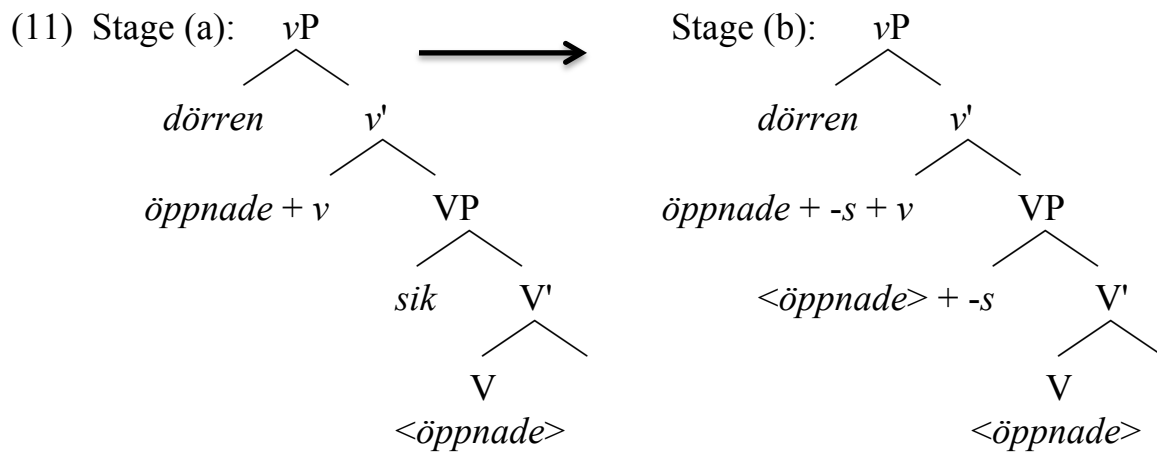 (11) Stage (a): vP Stage (b): vP
dörren v' dörren v'
öppnade + v VP öppnade + -s + v VP
sik V' <öppnade> + -s V'
V V
<öppnade> <öppnade>